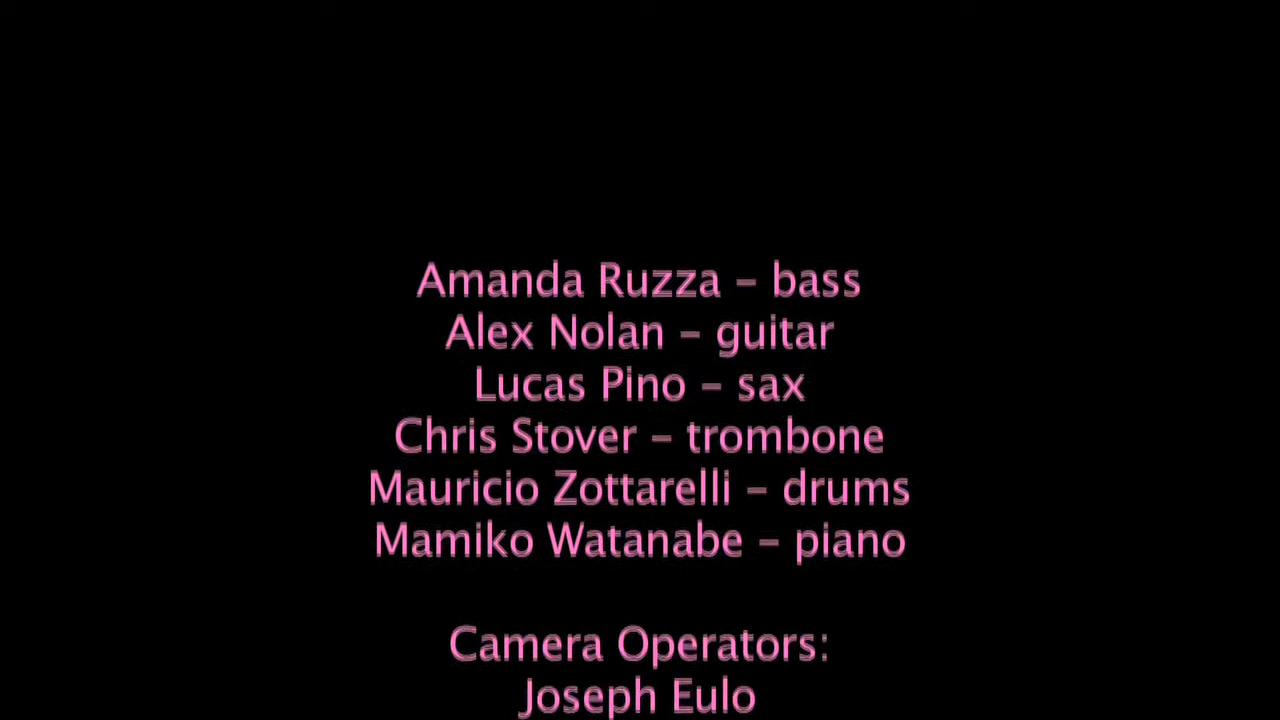 Amanda Ruzza - bass
Alex Nolan - guitar
Lucas Pino - sax
Chris Stover - trombone
Mauricio Zottarelli - drums
Mamiko Watanabe - piano
Camera Operators:
Joseph Eulo